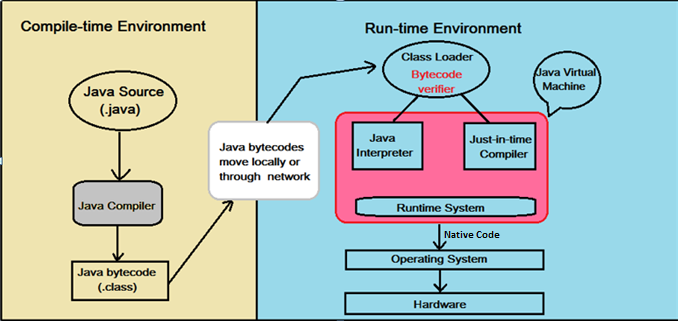 Compile-time Environment
Java Source
(.java)
Java Compiler
Java bytecode
(.class)
Java bytecodes
move locally or
through network
Run-time Environment
Class Loader
Bytecode
verifier
Java Virtual
Machine
Java
Interpreter
Just-in-time
Compiler
Runtime System
Native Code
Operating System
Hardware